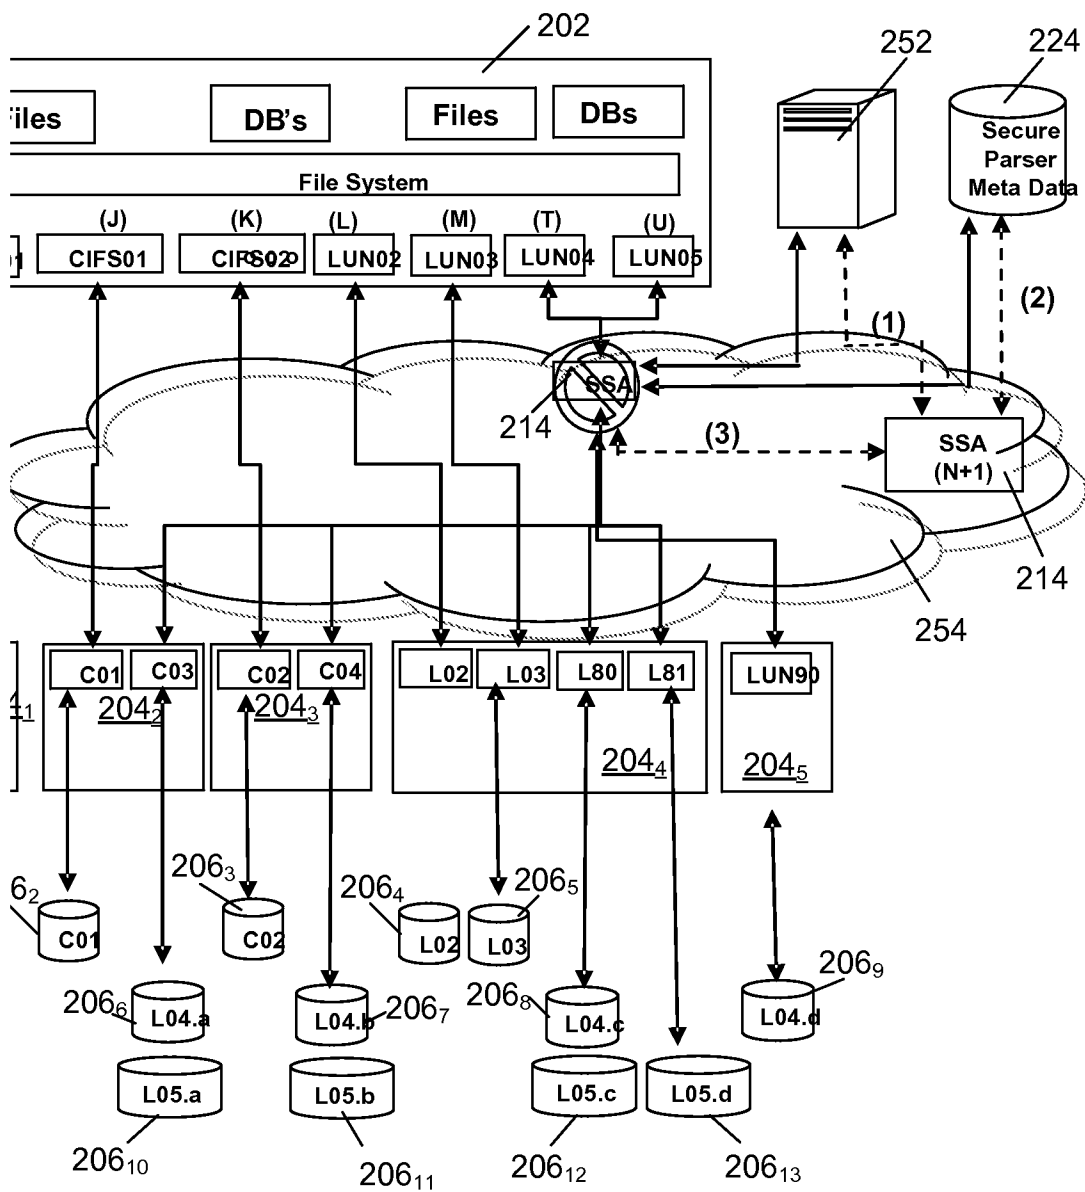 202
252
224
Files
DB's
Files
DBs
Secure
Parser
Meta Data
File System
(J)
(K)
(L)
(M)
(T)
(U)
CIFS01
CIFS02
LUN02
LUN03
LUN04
LUN05
(2)
(1)
SSA
214
(3)
SSA
(N+1)
214
254
C01
C03
C02
C04
L02
L03
L80
L81
LUN90
204₂
204₃
204₄
204₅
206₃
206₄
206₅
C01
C02
L02
L03
206₆
206₇
206₈
206₉
L04.a
L04.b
L04.c
L04.d
L05.a
L05.b
L05.c
L05.d
206₁₀
206₁₁
206₁₂
206₁₃